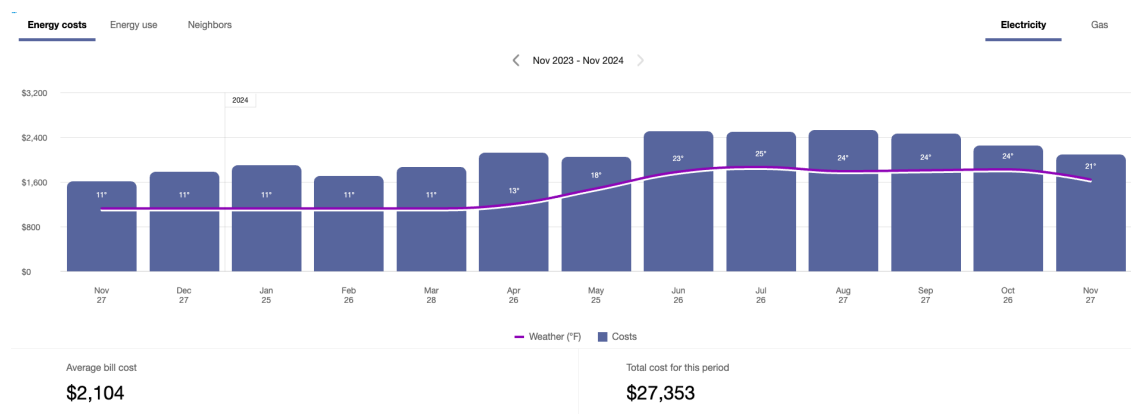 Energy costs Energy use Neighbors Electricity Gas
Nov 2023 - Nov 2024
$3,200
2024
$2,400
$1,600
$800
$0
11° 11° 11° 11° 11° 13° 18° 23° 25° 24° 24° 24° 21°
Nov Dec Jan Feb Mar Apr May Jun Jul Aug Sep Oct Nov
27 27 25 26 28 26 25 26 26 27 27 26 27
Weather (°F) Costs
Average bill cost Total cost for this period
$2,104 $27,353